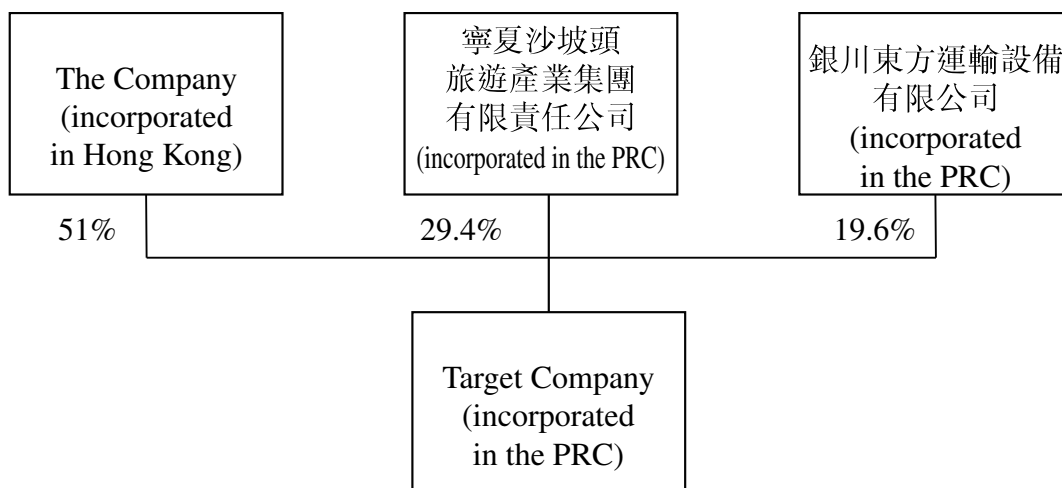 The Company
(incorporated
in Hong Kong)
寧夏沙坡頭
旅遊產業集團
有限責任公司
(incorporated in the PRC)
銀川東方運輸設備
有限公司
(incorporated
in the PRC)
51%
29.4%
19.6%
Target Company
(incorporated
in the PRC)